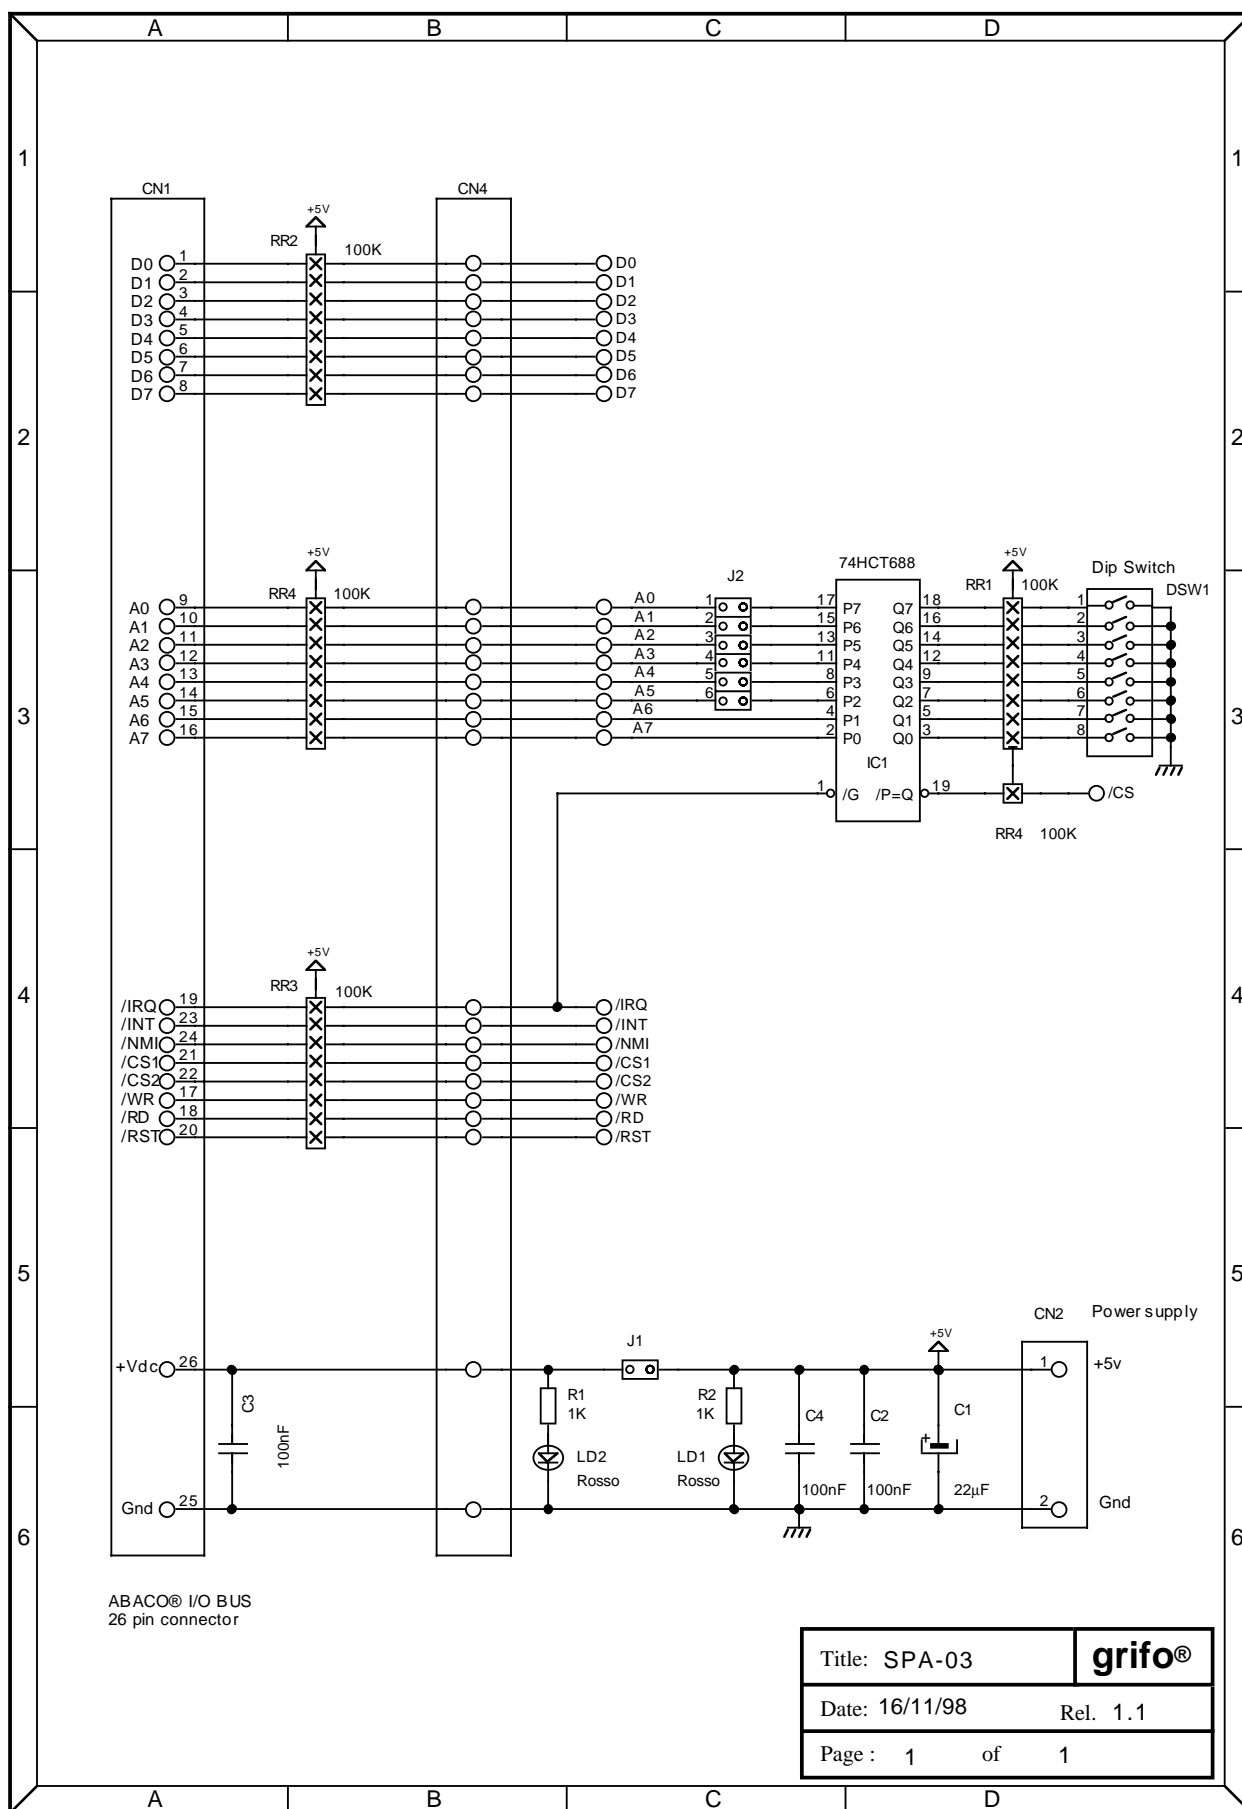 A B C D
1 1
CN1 CN4
+5V
RR2 100K
D0 1 D0
D1 2 D1
D2 3 D2
D3 4 D3
D4 5 D4
D5 6 D5
D6 7 D6
D7 8 D7
2 2
+5V 74HCT688 +5V
RR4 100K J2 RR1 100K Dip Switch
DSW1
A0 9 A0 1 17 P7 Q7 18 1
A1 10 A1 2 15 P6 Q6 16 2
A2 11 A2 3 13 P5 Q5 14 3
A3 12 A3 4 11 P4 Q4 12 4
A4 13 A4 5 8 P3 Q3 9 5
A5 14 A5 6 6 P2 Q2 7 6
A6 15 A6 4 P1 Q1 5 7
A7 16 A7 2 P0 Q0 3 8
3 3
IC1
1 /G /P=Q 19 /CS
RR4 100K
+5V
RR3 100K
4 4
/IRQ 19 /IRQ
/INT 23 /INT
/NMI 24 /NMI
/CS1 21 /CS1
/CS2 22 /CS2
/WR 17 /WR
/RD 18 /RD
/RST 20 /RST
5 5
CN2 Power supply
J1 +5V
+Vdc 26 1 +5v
C3 100nF
R1 1K
R2 1K
C4 C2 C1
+
LD2 Rosso
LD1 Rosso
100nF 100nF 22µF
Gnd 25 2 Gnd
6 6
ABACO® I/O BUS
26 pin connector
Title: SPA-03 grifo®
Date: 16/11/98 Rel. 1.1
Page : 1 of 1
A B C D